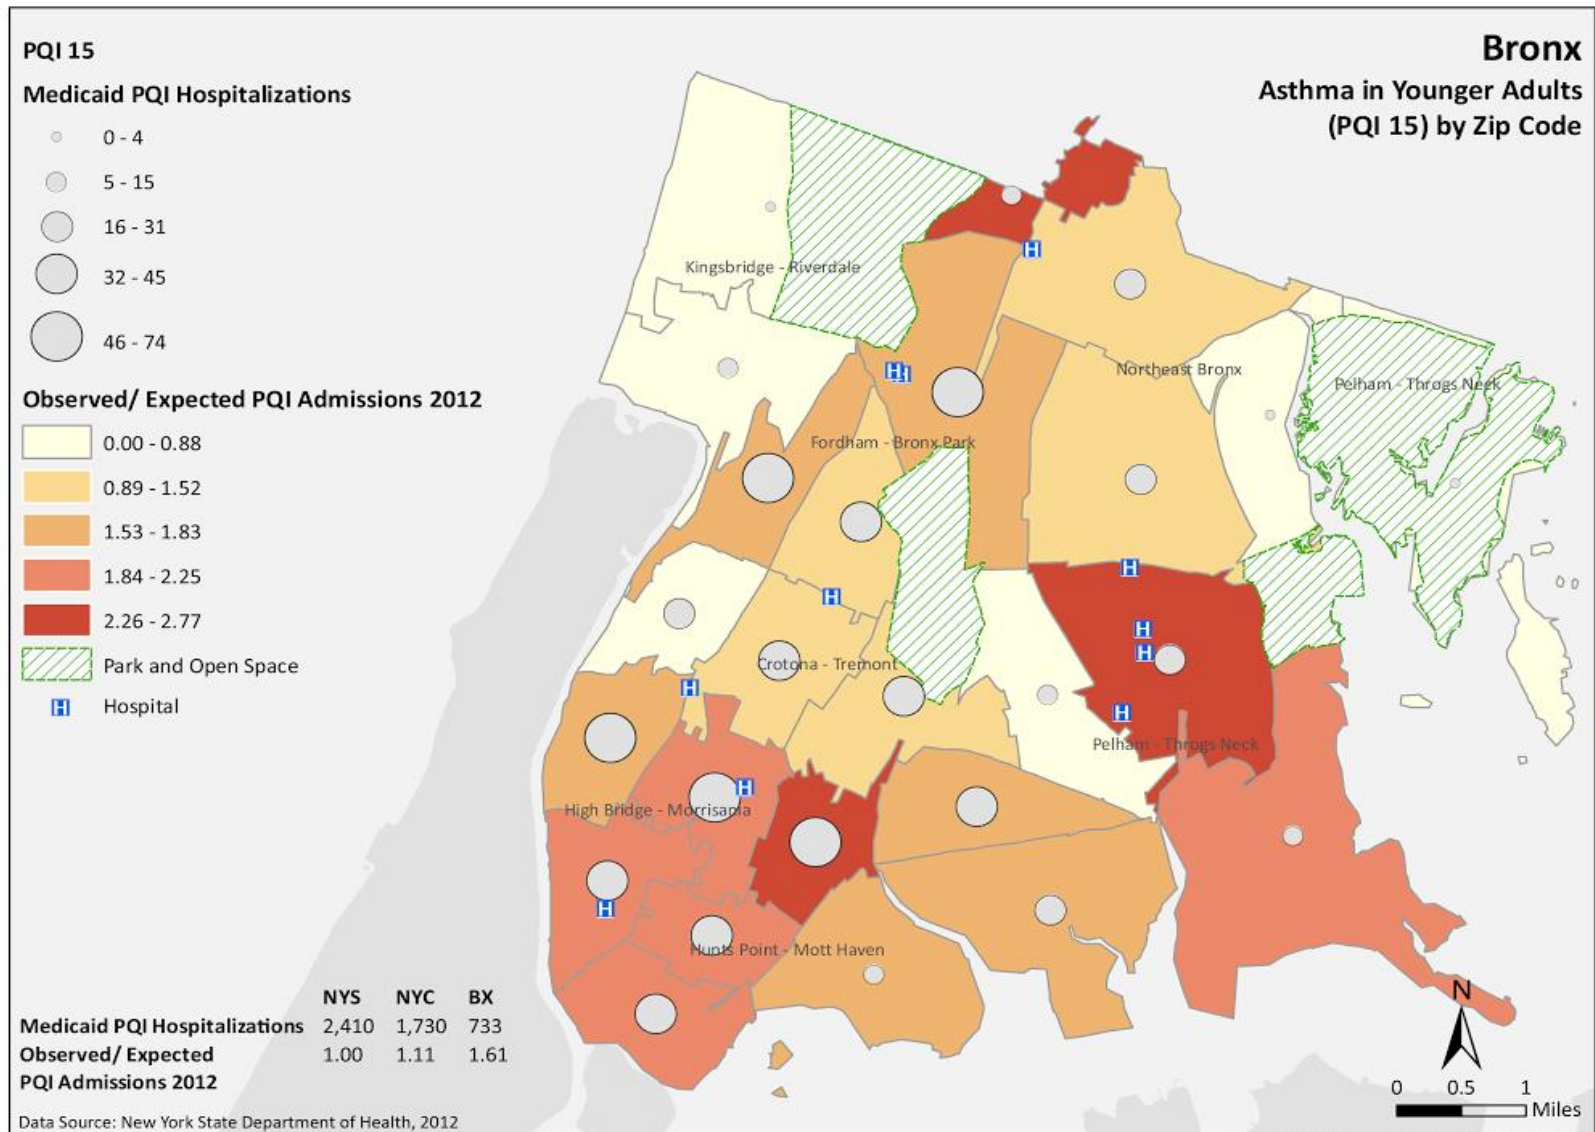 PQI 15
Medicaid PQI Hospitalizations
0 - 4
5 - 15
16 - 31
32 - 45
46 - 74
Observed/ Expected PQI Admissions 2012
0.00 - 0.88
0.89 - 1.52
1.53 - 1.83
1.84 - 2.25
2.26 - 2.77
Park and Open Space
H Hospital
Bronx
Asthma in Younger Adults
(PQI 15) by Zip Code
H
Kingsbridge - Riverdale
H H
Northeast Bronx
Pelham - Throgs Neck
Fordham - Bronx Park
H
H
H
H
Crotona - Tremont
H
H
Pelham - Throgs Neck
H
High Bridge - Morrisania
H
Hunts Point - Mott Haven
NYS NYC BX
Medicaid PQI Hospitalizations 2,410 1,730 733
Observed/ Expected 1.00 1.11 1.61
PQI Admissions 2012
Data Source: New York State Department of Health, 2012
N
0 0.5 1
Miles